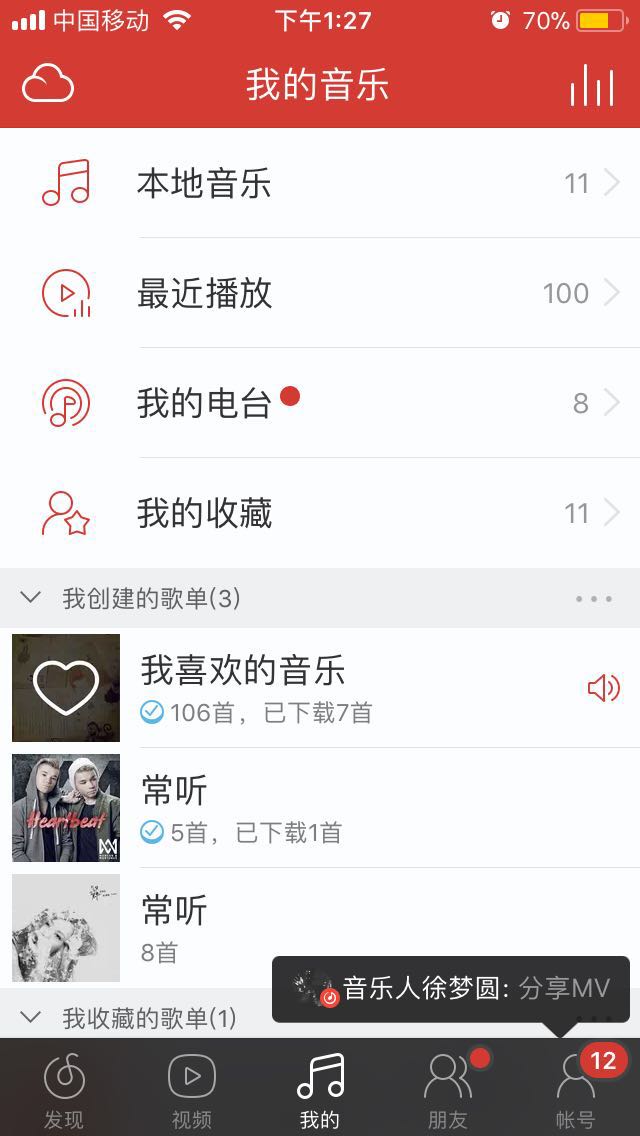 中国移动 下午1:27 70%
我的音乐
本地音乐 11
最近播放 100
我的电台 8
我的收藏 11
我创建的歌单(3)
我喜欢的音乐
106首，已下载7首
Heartbeat
常听
5首，已下载1首
常听
8首
音乐人徐梦圆: 分享MV
我收藏的歌单(1)
12
发现 视频 我的 朋友 帐号